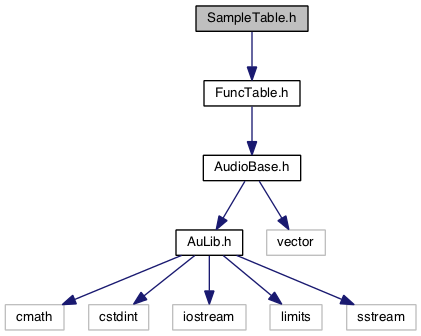 SampleTable.h
FuncTable.h
AudioBase.h
AuLib.h
vector
cmath
cstdint
iostream
limits
sstream